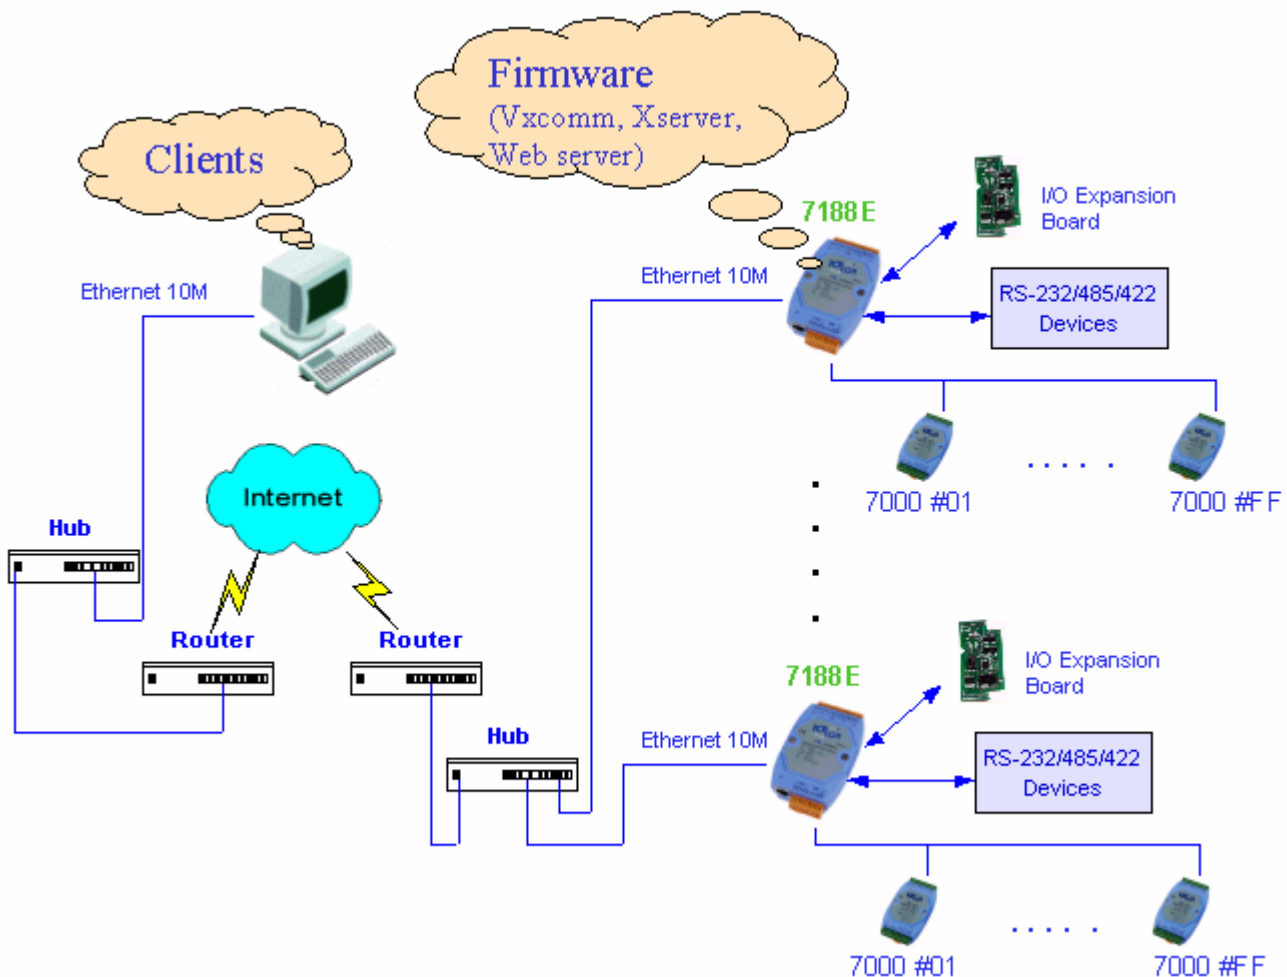 Firmware
(Vxcomm, Xserver,
Web server)
Clients
7188E
I/O Expansion
Board
Ethernet 10M
Ethernet 10M
RS-232/485/422
Devices
7000 #01
. . . . .
7000 #FF
Internet
Hub
Router
Router
7188E
I/O Expansion
Board
Hub
Ethernet 10M
RS-232/485/422
Devices
7000 #01
. . . . .
7000 #FF